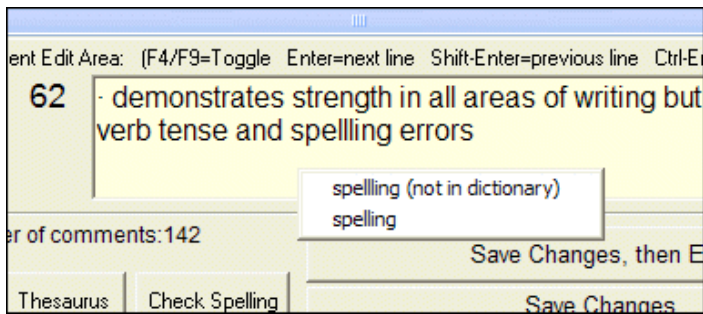 ent Edit Area: (F4/F9=Toggle Enter=next line Shift-Enter=previous line Ctrl-E
62
- demonstrates strength in all areas of writing but
verb tense and spellling errors
spellling (not in dictionary)
spelling
er of comments:142
Save Changes, then E
Thesaurus
Check Spelling
Save Changes